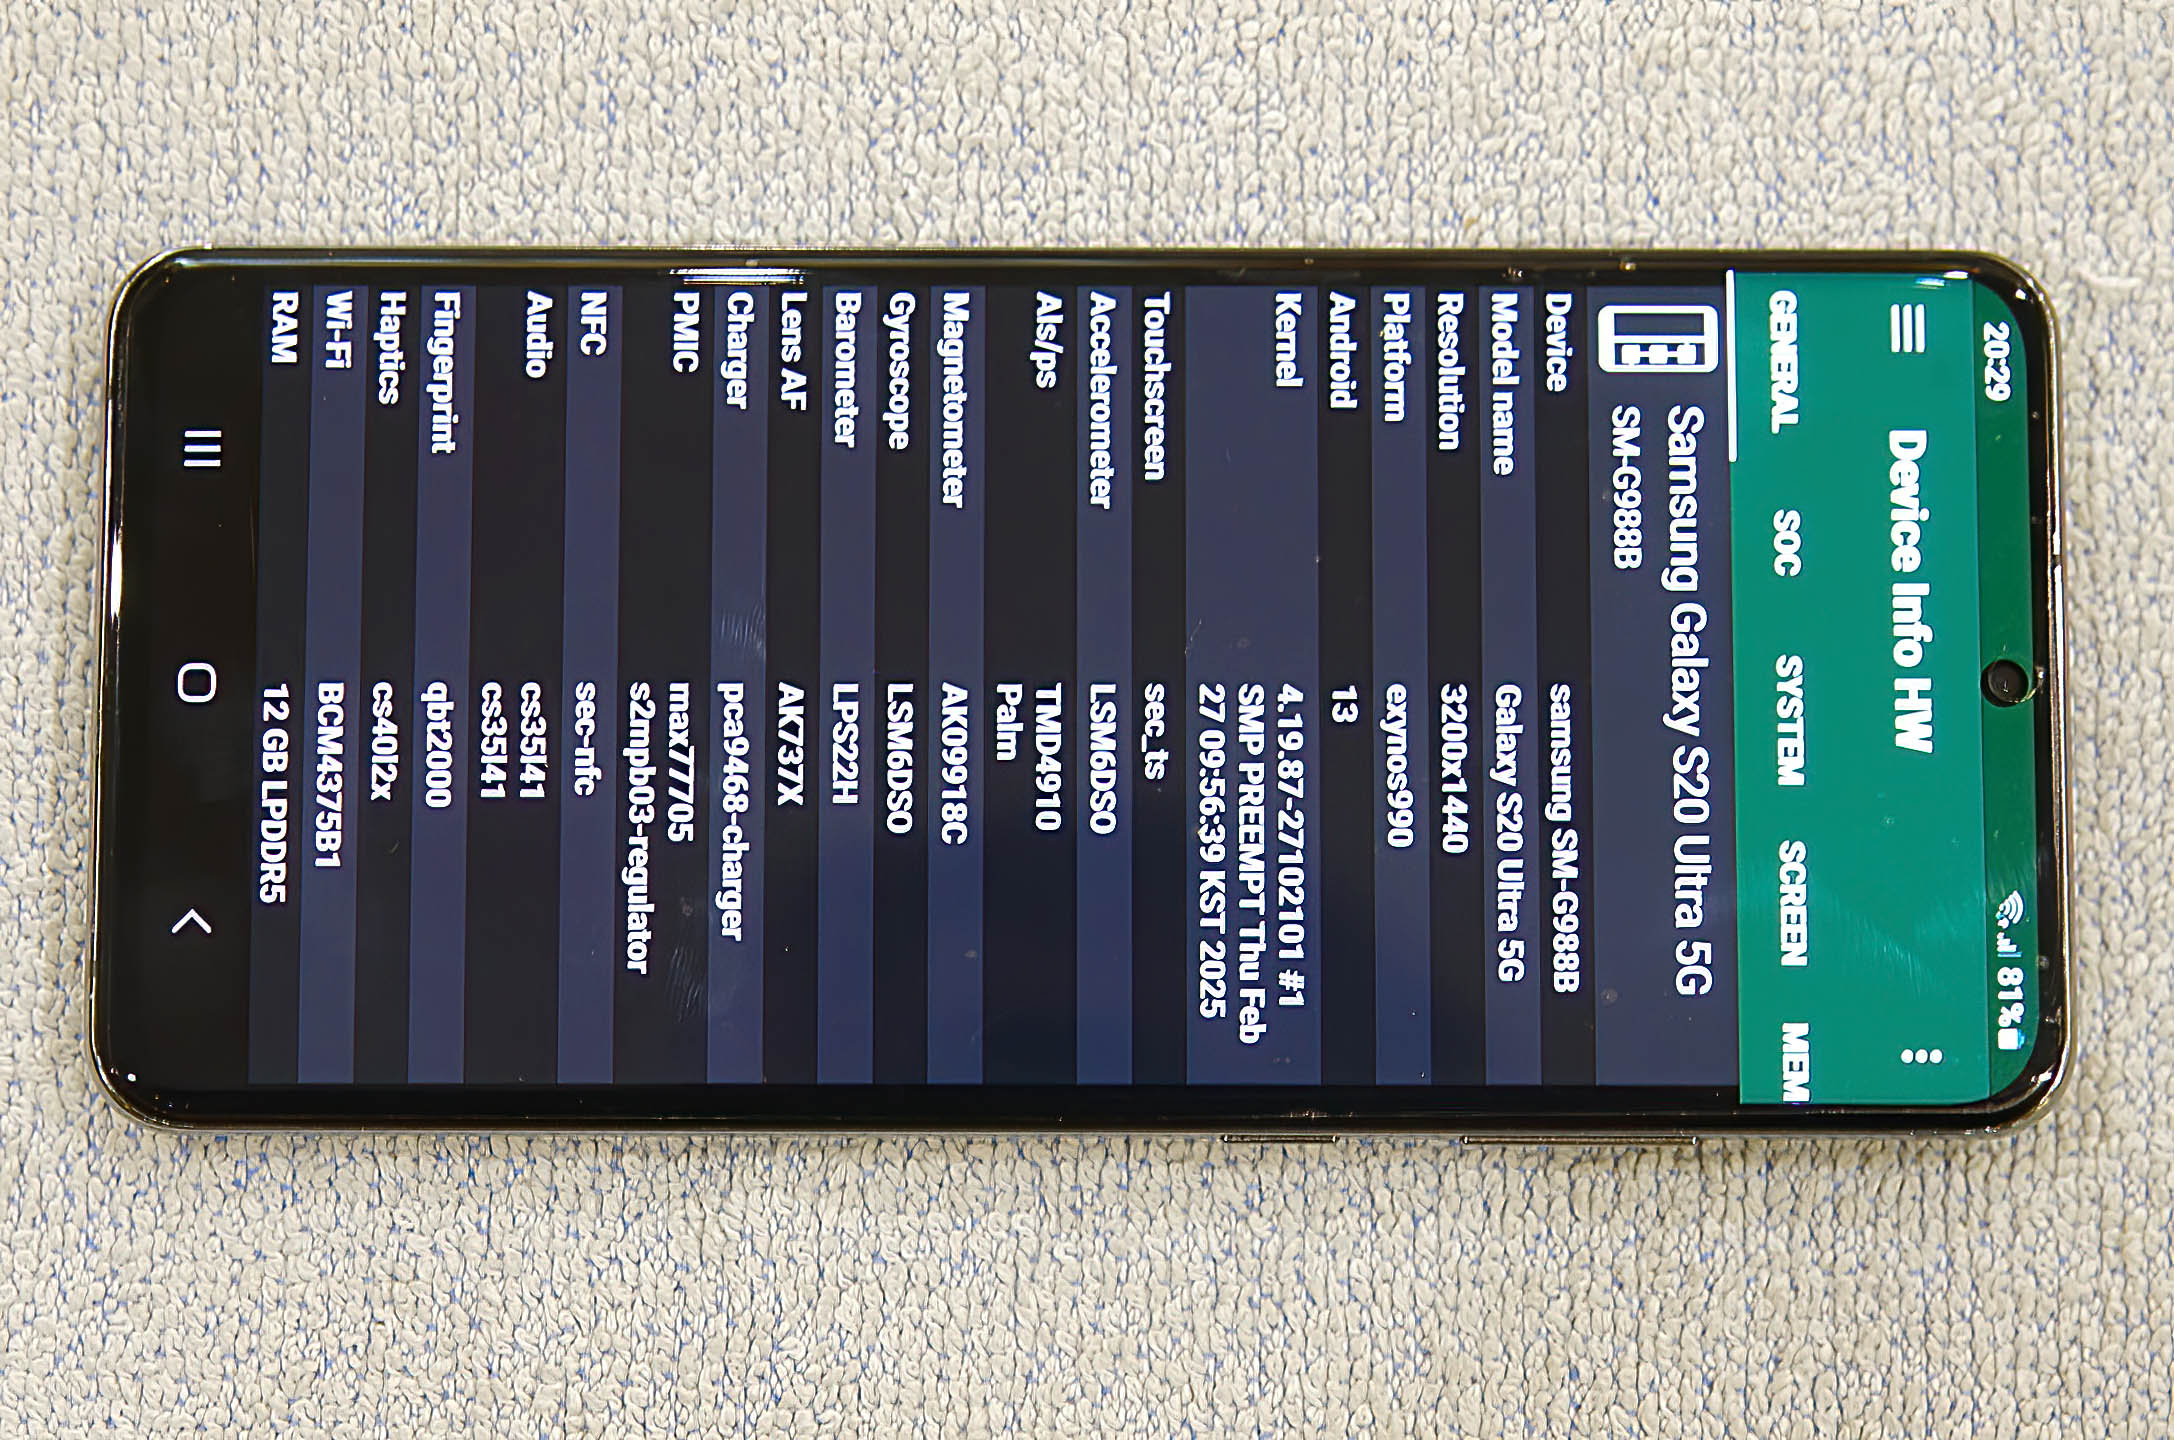 20:29 81%
Device Info HW
GENERAL SOC SYSTEM SCREEN MEM
Samsung Galaxy S20 Ultra 5G
SM-G988B
Device samsung SM-G988B
Model name Galaxy S20 Ultra 5G
Resolution 3200x1440
Platform exynos990
Android 13
Kernel 4.19.87-27102101 #1
SMP PREEMPT Thu Feb
27 09:56:39 KST 2025
Touchscreen sec_ts
Accelerometer LSM6DSO
Als/ps TMD4910
Palm
Magnetometer AK09918C
Gyroscope LSM6DSO
Barometer LPS22H
Lens AF AK737X
Charger pca9468-charger
PMIC max77705
s2mpb03-regulator
NFC sec-nfc
Audio cs35l41
cs35l41
Fingerprint qbt2000
Haptics cs40l2x
Wi-Fi BCM4375B1
RAM 12 GB LPDDR5